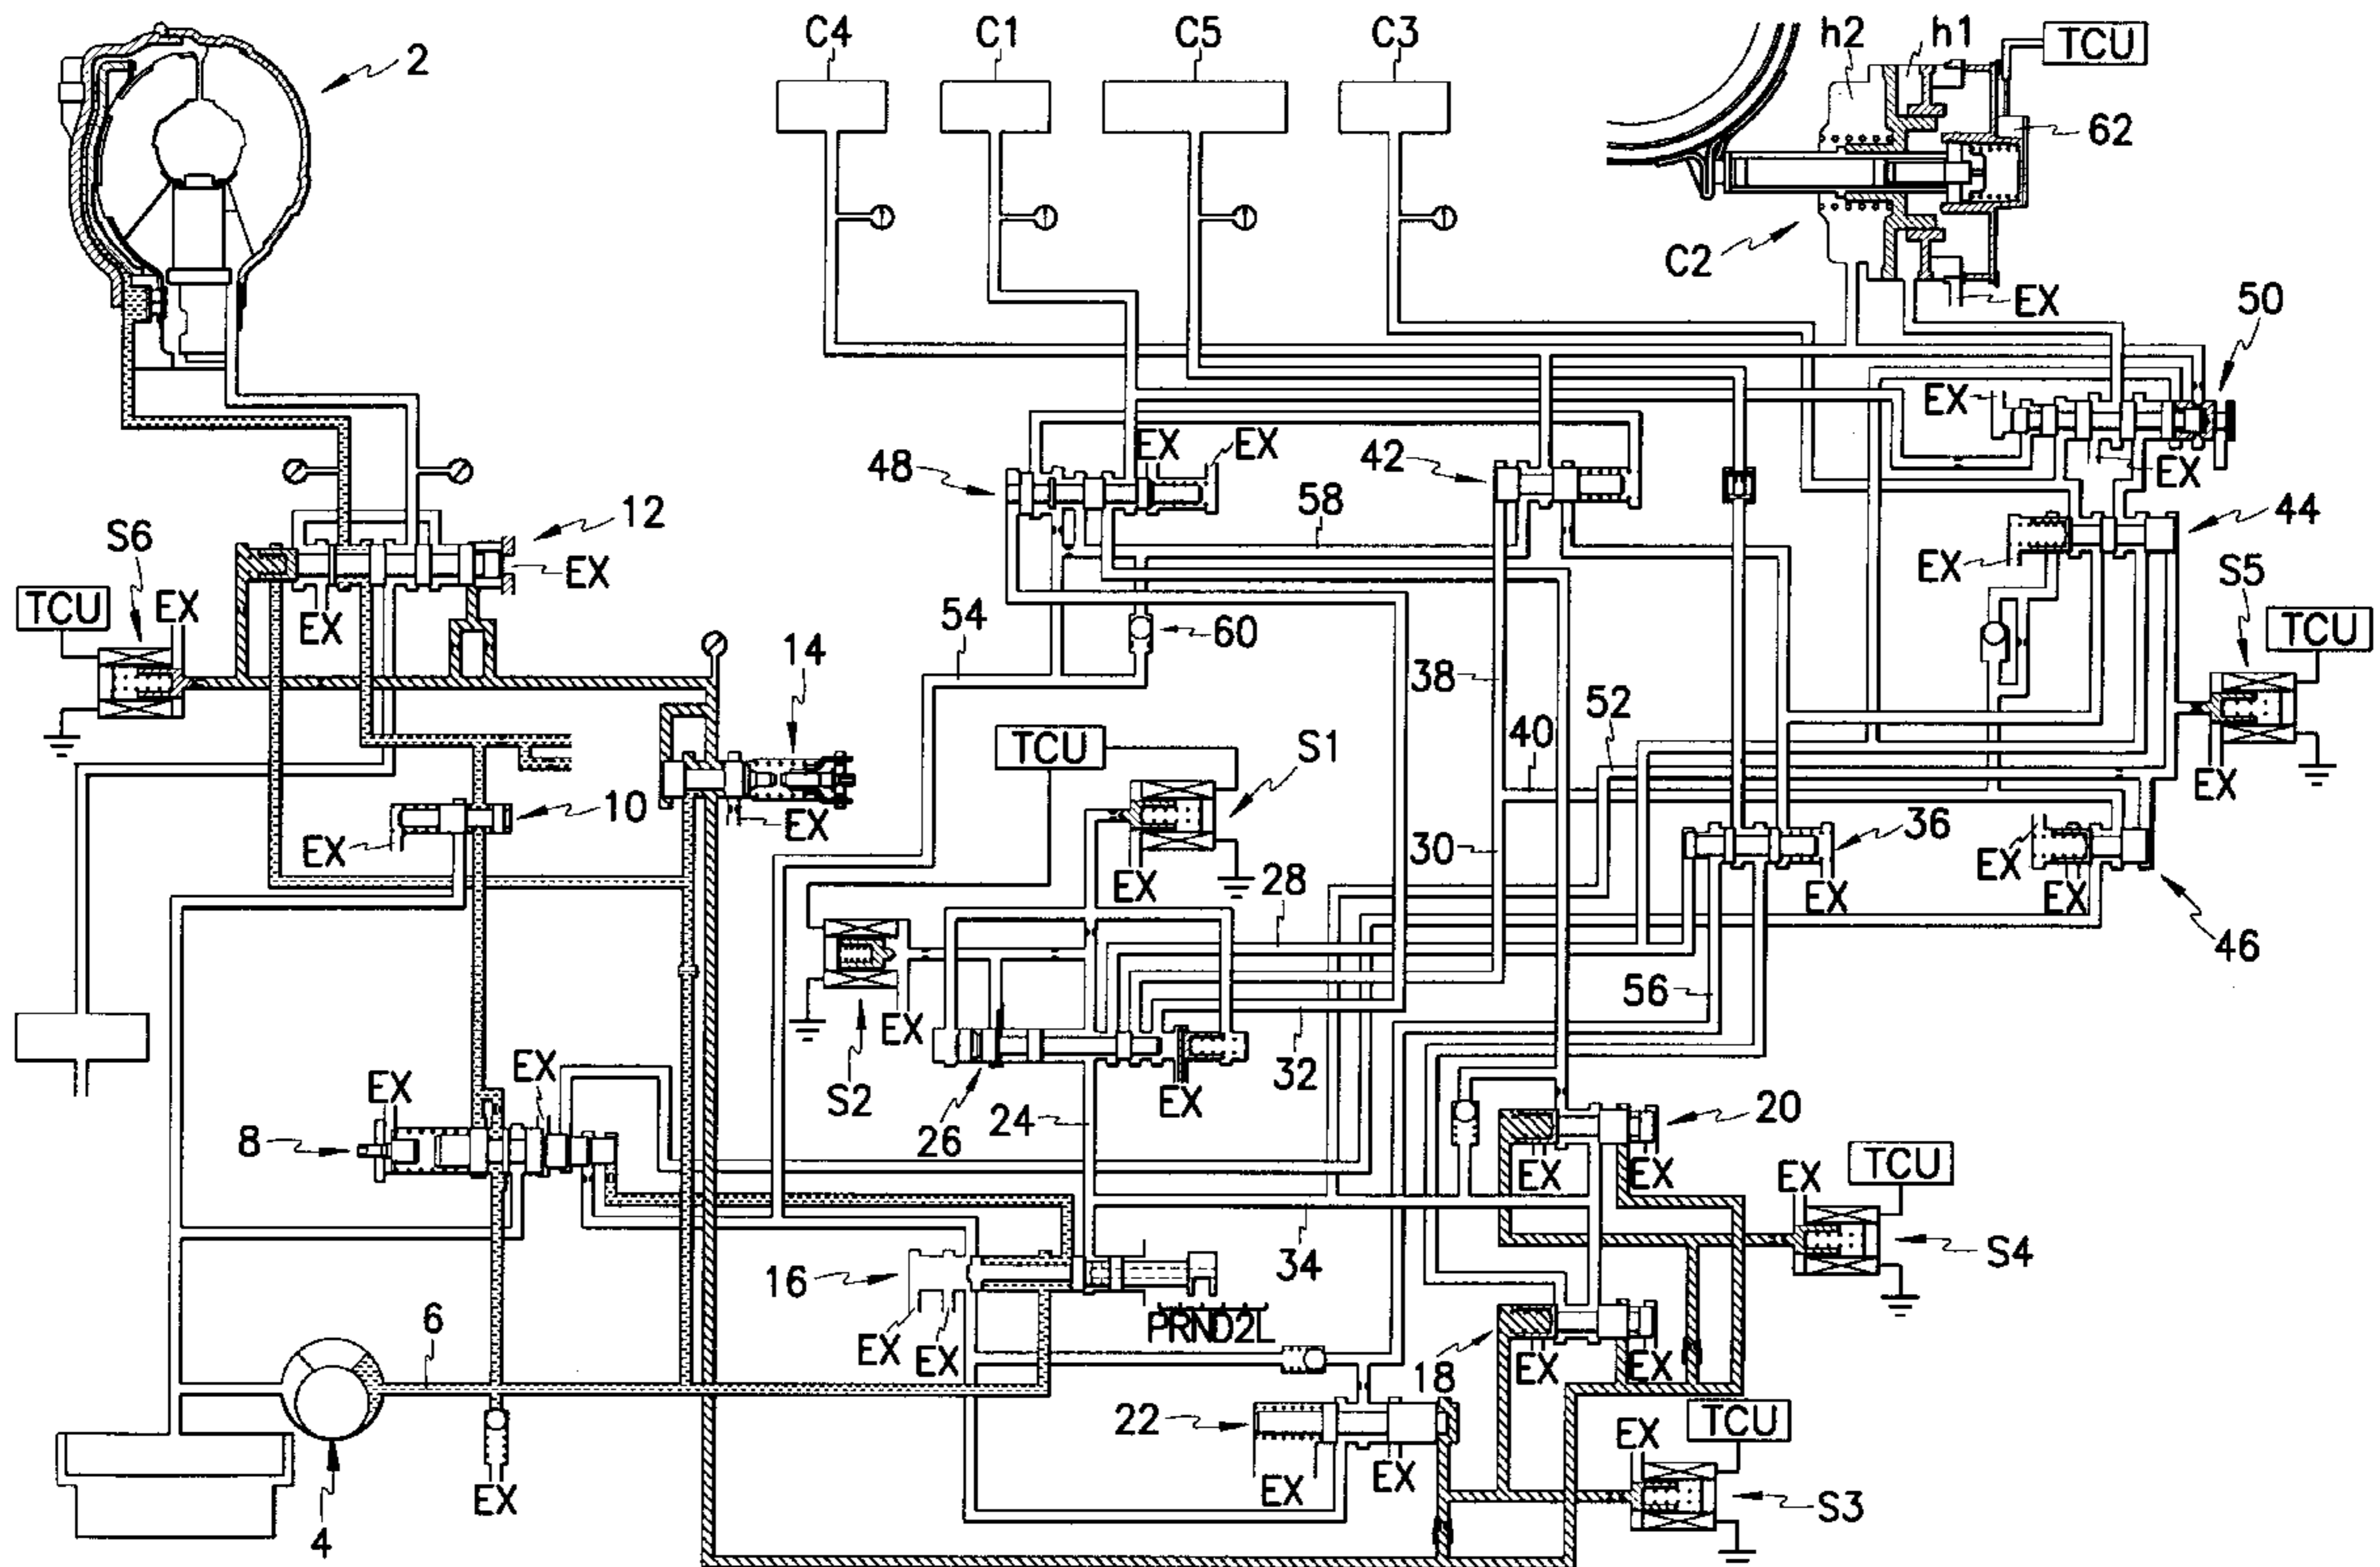 C4
C1
C5
C3
h2
h1
TCU
2
62
C2
EX
50
EX
EX
EX
48
42
EX
12
58
44
S6
EX
EX
S5
TCU
EX
EX
54
60
14
TCU
38
52
TCU
S1
40
10
EX
EX
EX
30
36
28
EX
EX
EX
EX
46
56
EX
EX
S2
32
EX
8
26
24
EX
20
EX
EX
TCU
EX
16
34
S4
PRND2L
6
EX
EX
18
EX
EX
22
TCU
EX
EX
EX
EX
S3
4